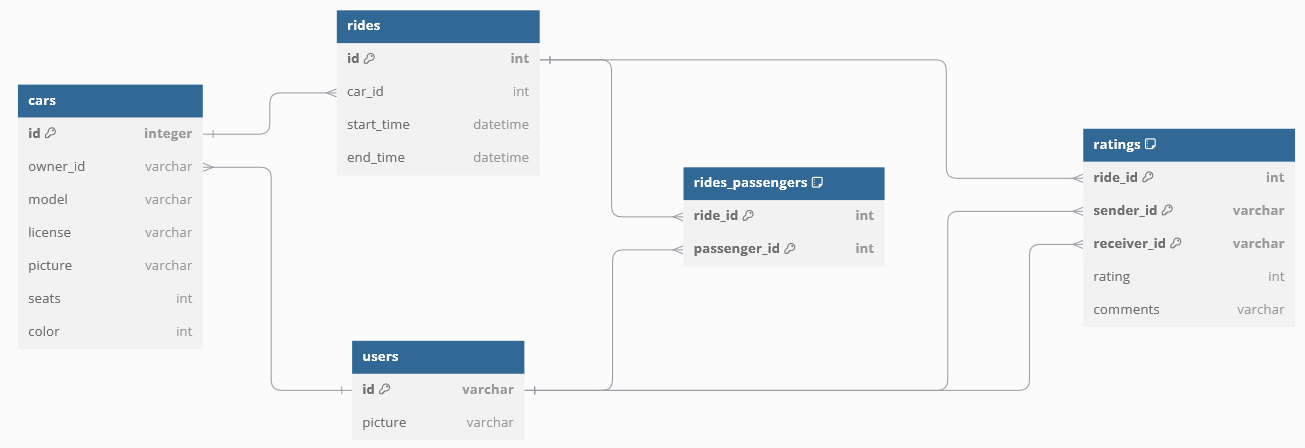 cars
id integer
owner_id varchar
model varchar
license varchar
picture varchar
seats int
color int
rides
id int
car_id int
start_time datetime
end_time datetime
users
id varchar
picture varchar
rides_passengers
ride_id int
passenger_id int
ratings
ride_id int
sender_id varchar
receiver_id varchar
rating int
comments varchar